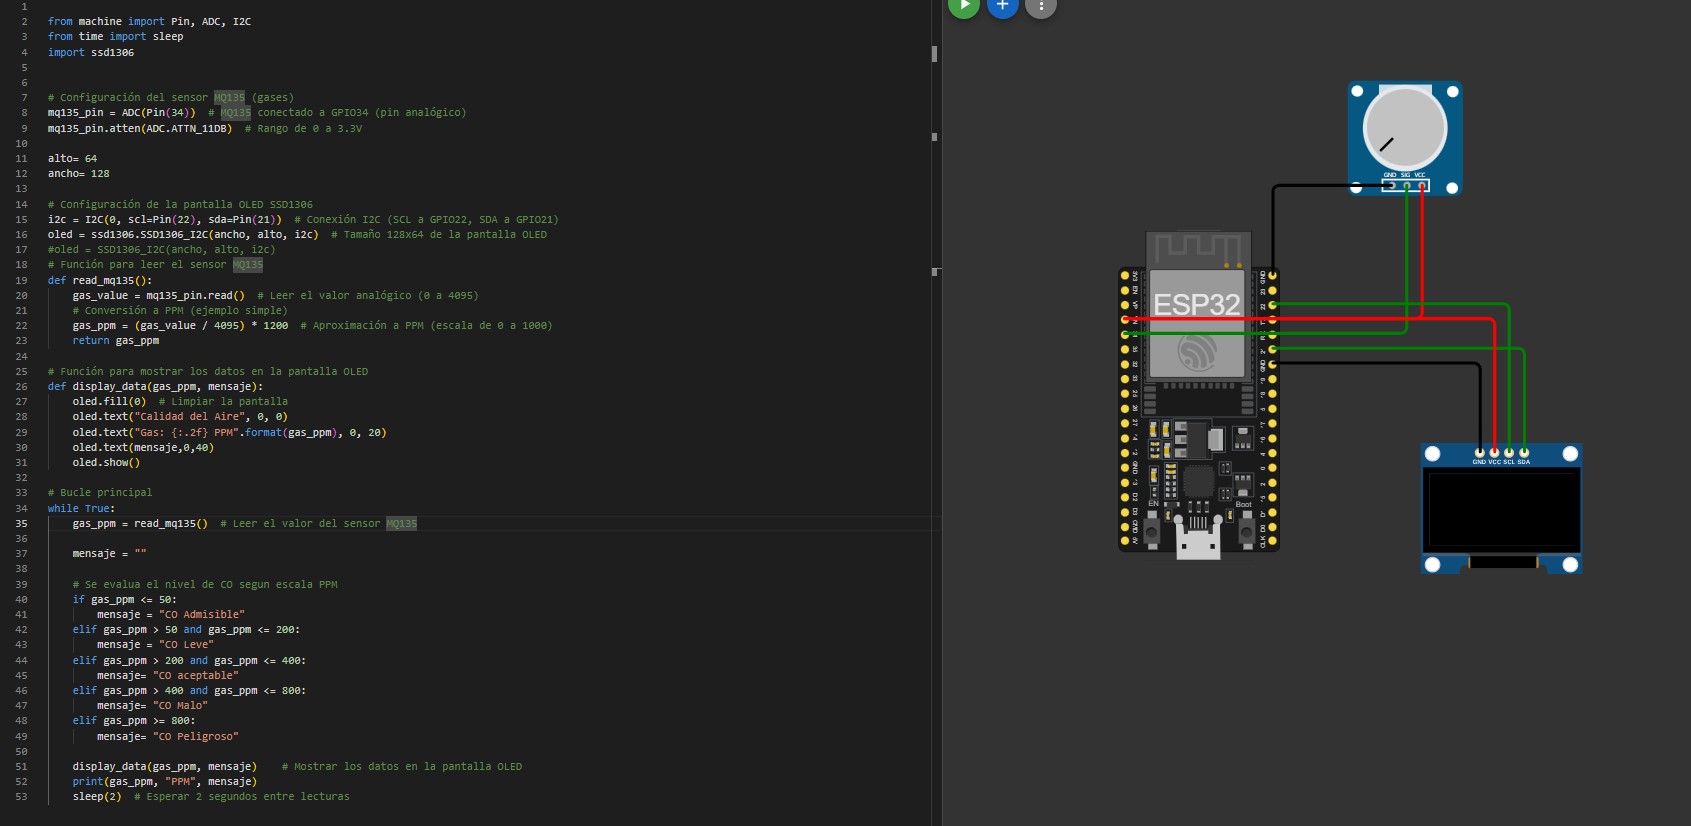 1
2 from machine import Pin, ADC, I2C
3 from time import sleep
4 import ssd1306
5
6
7 # Configuración del sensor MQ135 (gases)
8 mq135_pin = ADC(Pin(34))  # MQ135 conectado a GPIO34 (pin analógico)
9 mq135_pin.atten(ADC.ATTN_11DB)  # Rango de 0 a 3.3V
10
11 alto= 64
12 ancho= 128
13
14 # Configuración de la pantalla OLED SSD1306
15 i2c = I2C(0, scl=Pin(22), sda=Pin(21))  # Conexión I2C (SCL a GPIO22, SDA a GPIO21)
16 oled = ssd1306.SSD1306_I2C(ancho, alto, i2c)  # Tamaño 128x64 de la pantalla OLED
17 #oled = SSD1306_I2C(ancho, alto, i2c)
18 # Función para leer el sensor MQ135
19 def read_mq135():
20     gas_value = mq135_pin.read()  # Leer el valor analógico (0 a 4095)
21     # Conversión a PPM (ejemplo simple)
22     gas_ppm = (gas_value / 4095) * 1200  # Aproximación a PPM (escala de 0 a 1000)
23     return gas_ppm
24
25 # Función para mostrar los datos en la pantalla OLED
26 def display_data(gas_ppm, mensaje):
27     oled.fill(0)  # Limpiar la pantalla
28     oled.text("Calidad del Aire", 0, 0)
29     oled.text("Gas: {:.2f} PPM".format(gas_ppm), 0, 20)
30     oled.text(mensaje,0,40)
31     oled.show()
32
33 # Bucle principal
34 while True:
35     gas_ppm = read_mq135()  # Leer el valor del sensor MQ135
36
37     mensaje = ""
38
39     # Se evalua el nivel de CO segun escala PPM
40     if gas_ppm <= 50:
41         mensaje = "CO Admisible"
42     elif gas_ppm > 50 and gas_ppm <= 200:
43         mensaje = "CO Leve"
44     elif gas_ppm > 200 and gas_ppm <= 400:
45         mensaje= "CO aceptable"
46     elif gas_ppm > 400 and gas_ppm <= 800:
47         mensaje= "CO Malo"
48     elif gas_ppm >= 800:
49         mensaje= "CO Peligroso"
50
51     display_data(gas_ppm, mensaje)    # Mostrar los datos en la pantalla OLED
52     print(gas_ppm, "PPM", mensaje)
53     sleep(2)  # Esperar 2 segundos entre lecturas
GND SIG VCC
ESP32
EN
Boot
GND VCC SCL SDA